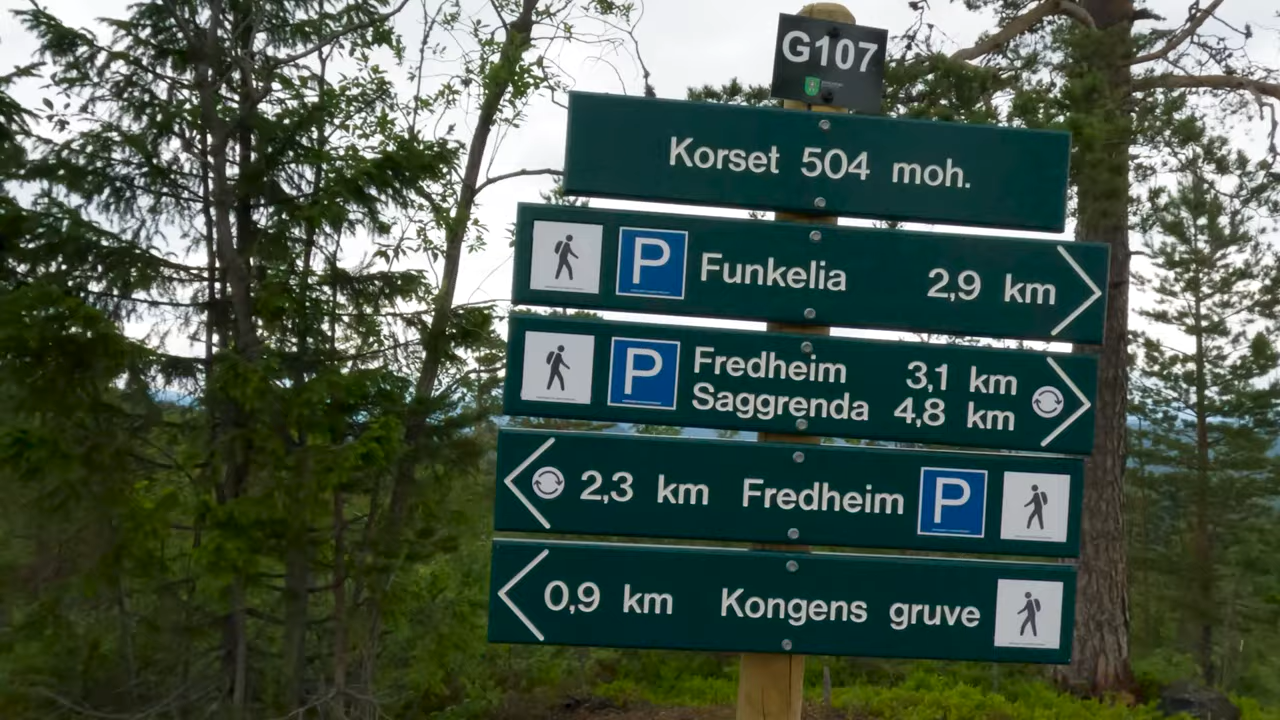 G107
Korset 504 moh.
P Funkelia 2,9 km
P Fredheim 3,1 km
Saggrenda 4,8 km
2,3 km Fredheim P
0,9 km Kongens gruve